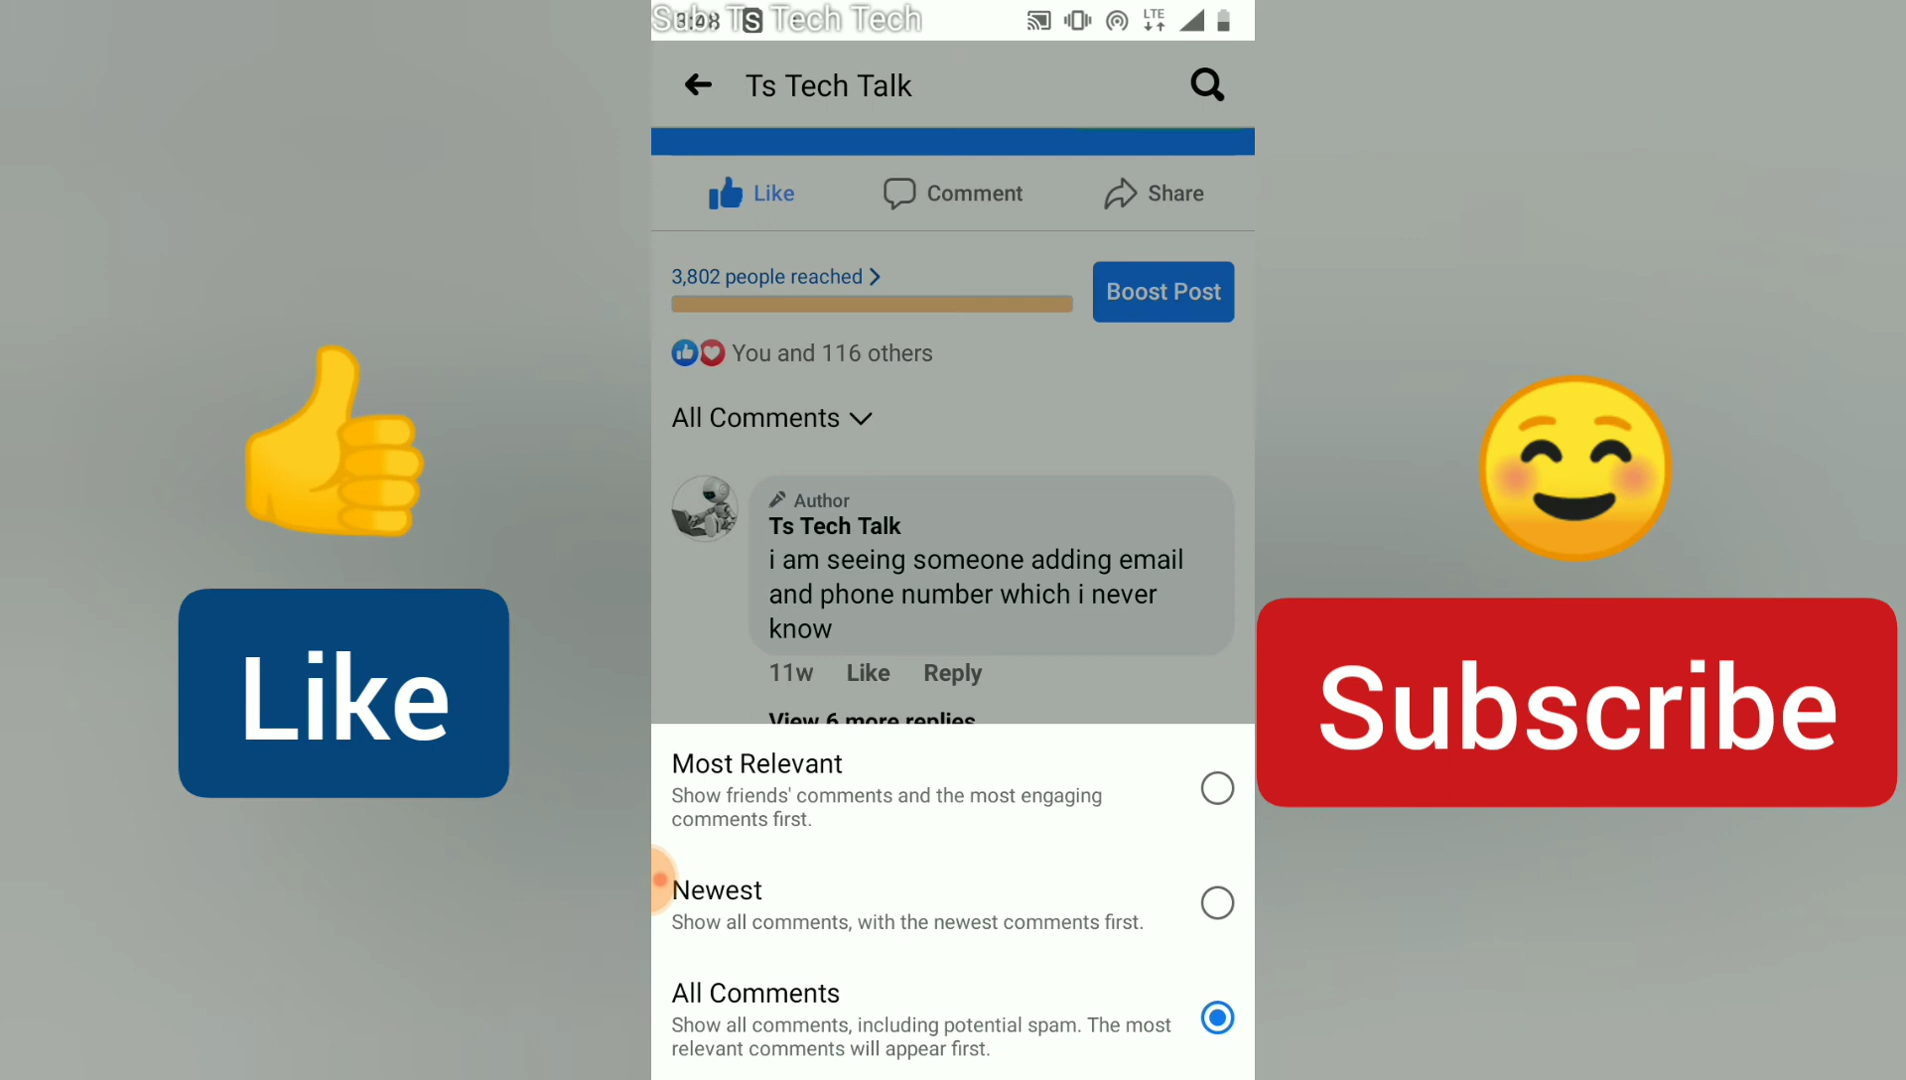 Sub: Ts Tech Tech
LTE
Ts Tech Talk
Like
Comment
Share
3,802 people reached
Boost Post
You and 116 others
All Comments
Author
Ts Tech Talk
i am seeing someone adding email
and phone number which i never
know
11w Like Reply
View 6 more replies
Most Relevant
Show friends' comments and the most engaging
comments first.
Newest
Show all comments, with the newest comments first.
All Comments
Show all comments, including potential spam. The most
relevant comments will appear first.
Like
Subscribe